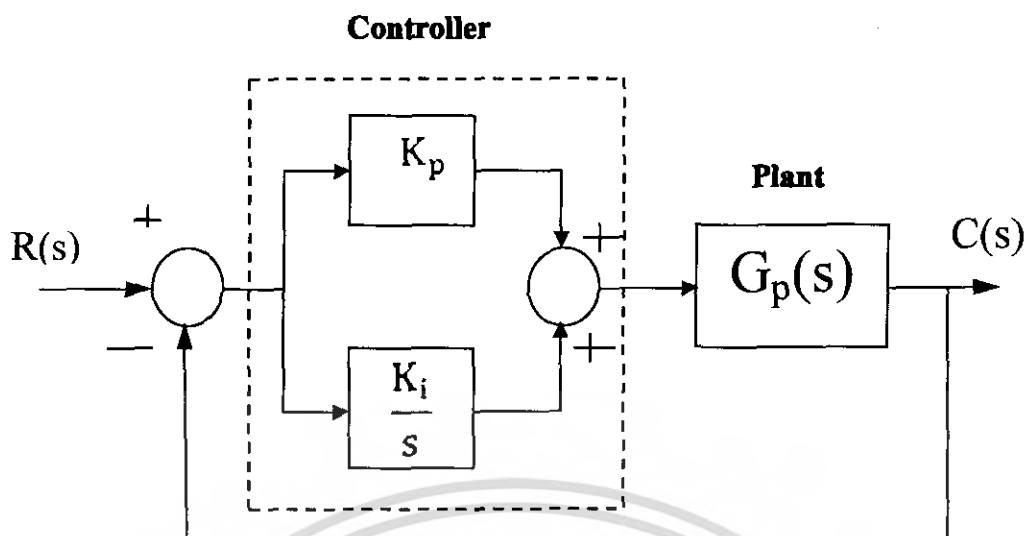 Controller
K_p
Plant
+
+
R(s)
C(s)
G_p(s)
—
+
K_i
s